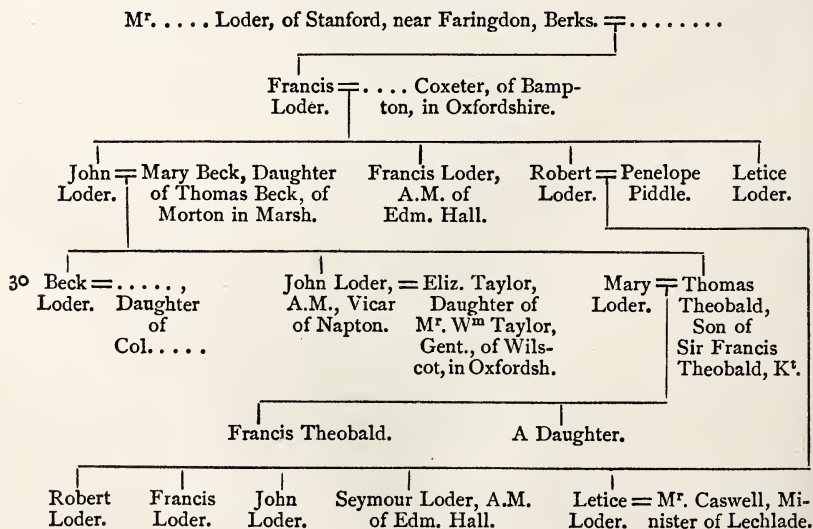 Mr. . . . . Loder, of Stanford, near Faringdon, Berks. = . . . . . . . .
Francis = . . . . Coxeter, of Bamp-
Loder. ton, in Oxfordshire.
John = Mary Beck, Daughter Francis Loder, Robert = Penelope Letice
Loder. of Thomas Beck, of A.M. of Loder. Piddle. Loder.
Morton in Marsh. Edm. Hall.
30 Beck = . . . . . , John Loder, = Eliz. Taylor, Mary = Thomas
Loder. Daughter A.M., Vicar Daughter of Loder. Theobald,
of of Napton. Mr. Wm Taylor, Son of
Col. . . . . Gent., of Wils- Sir Francis
cot, in Oxfordsh. Theobald, Kt.
Francis Theobald. A Daughter.
Robert Francis John Seymour Loder, A.M. Letice = Mr. Caswell, Mi-
Loder. Loder. Loder. of Edm. Hall. Loder. nister of Lechlade.